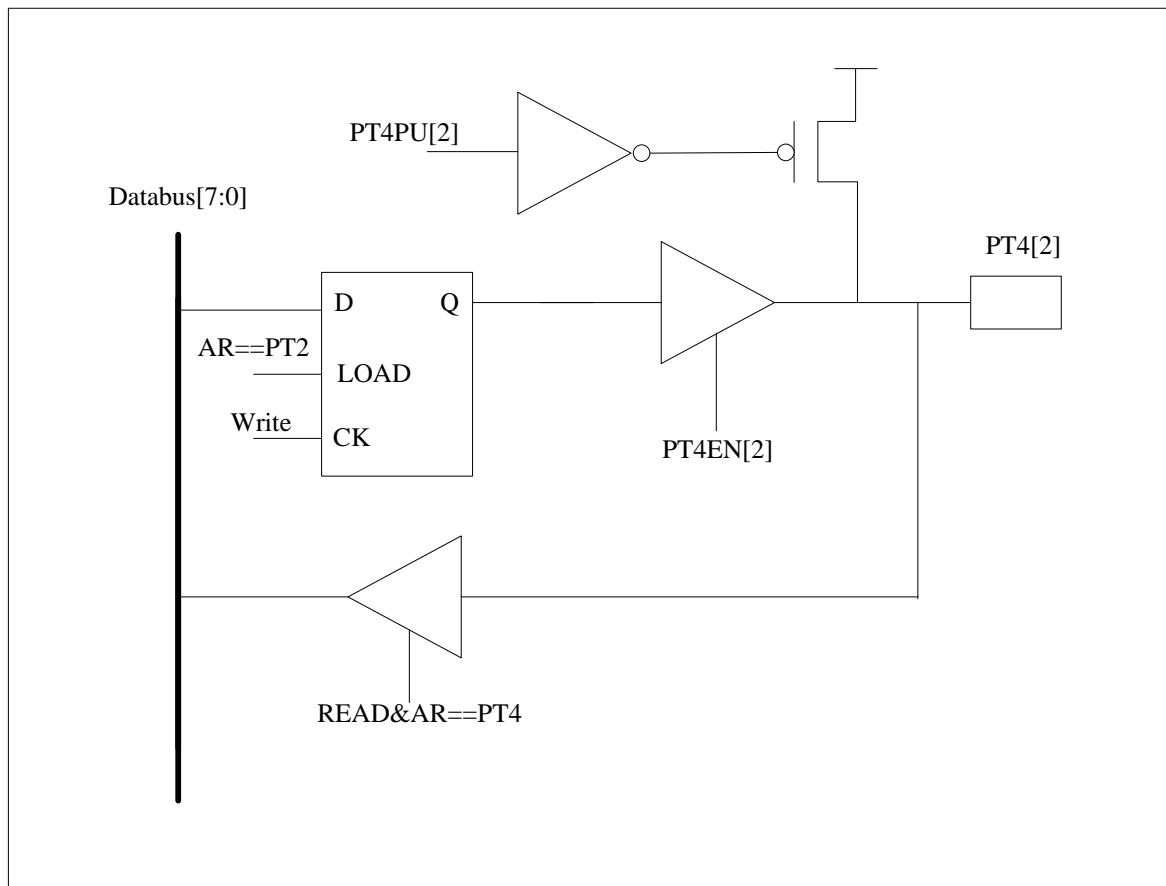 PT4PU[2]
Databus[7:0]
PT4[2]
D
Q
AR==PT2
LOAD
Write
CK
PT4EN[2]
READ&AR==PT4